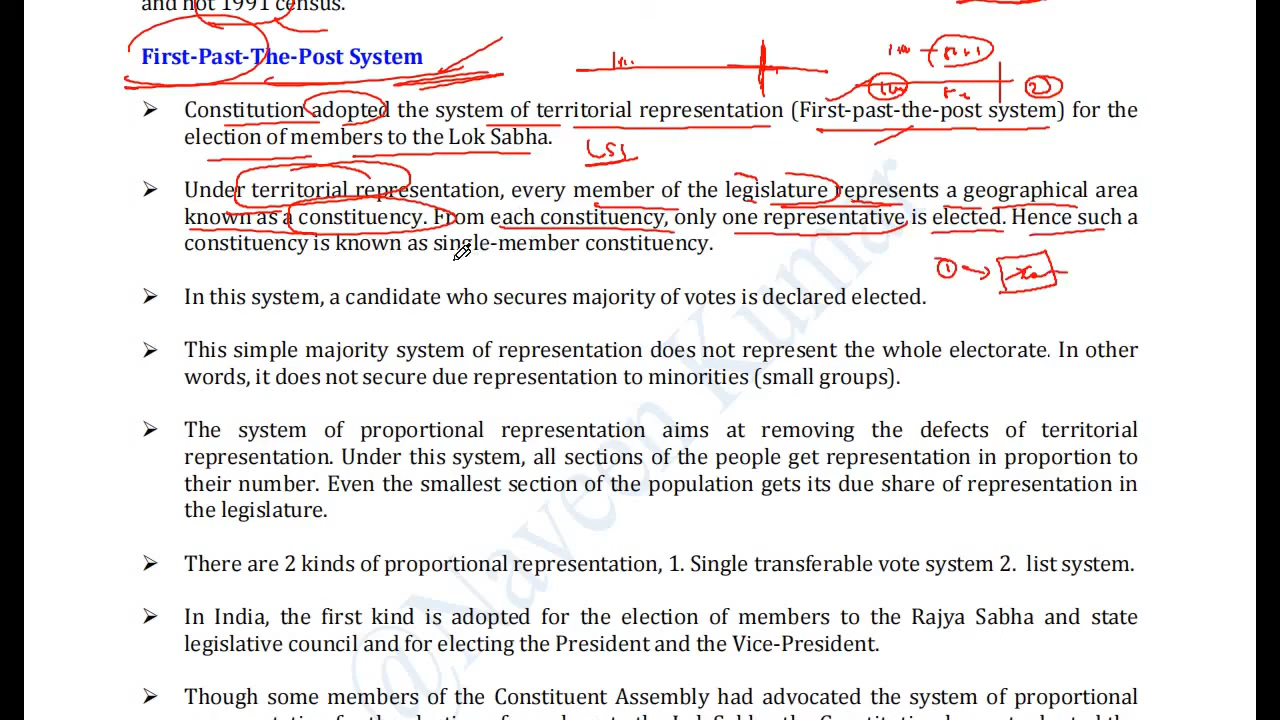 and not 1991 census.
First-Past-The-Post System
➢ Constitution adopted the system of territorial representation (First-past-the-post system) for the
election of members to the Lok Sabha.
➢ Under territorial representation, every member of the legislature represents a geographical area
known as a constituency. From each constituency, only one representative is elected. Hence such a
constituency is known as single-member constituency.
➢ In this system, a candidate who secures majority of votes is declared elected.
➢ This simple majority system of representation does not represent the whole electorate. In other
words, it does not secure due representation to minorities (small groups).
➢ The system of proportional representation aims at removing the defects of territorial
representation. Under this system, all sections of the people get representation in proportion to
their number. Even the smallest section of the population gets its due share of representation in
the legislature.
➢ There are 2 kinds of proportional representation, 1. Single transferable vote system 2. list system.
➢ In India, the first kind is adopted for the election of members to the Rajya Sabha and state
legislative council and for electing the President and the Vice-President.
➢ Though some members of the Constituent Assembly had advocated the system of proportional
@Naveen Kumar